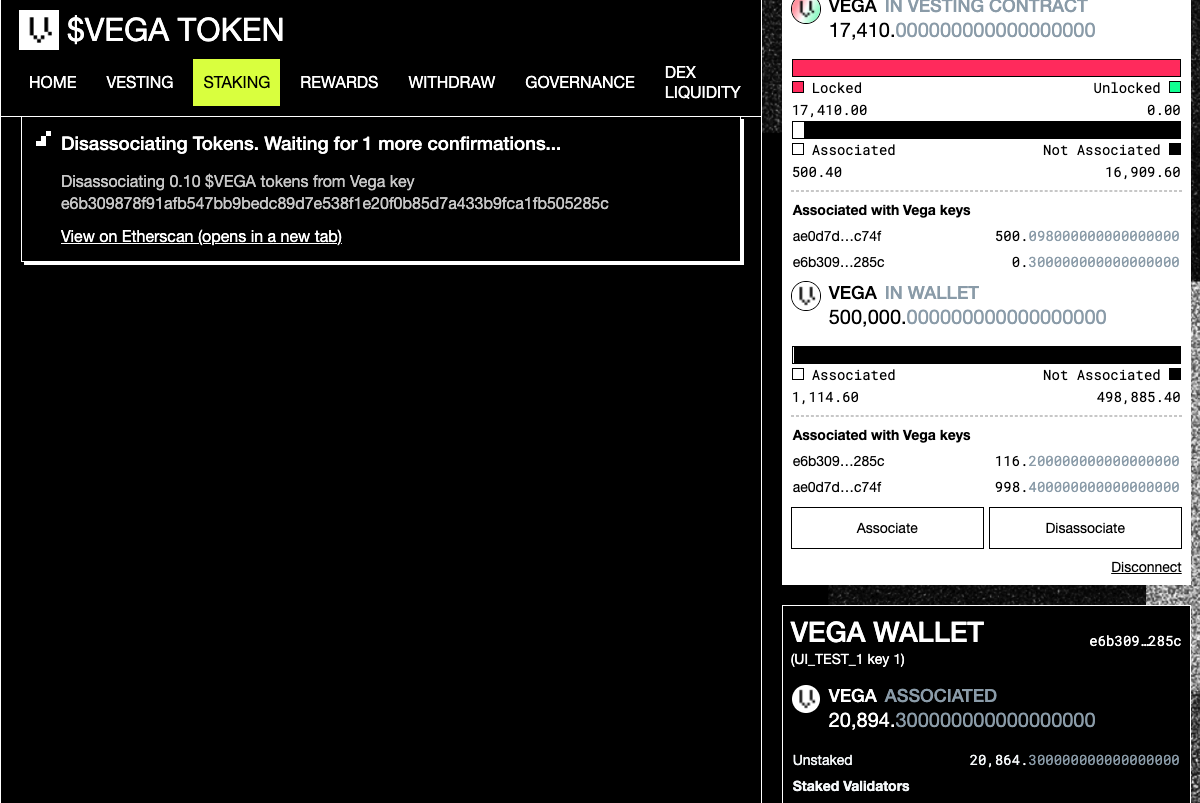 $VEGA TOKEN
HOME
VESTING
STAKING
REWARDS
WITHDRAW
GOVERNANCE
DEX
LIQUIDITY
Disassociating Tokens. Waiting for 1 more confirmations...
Disassociating 0.10 $VEGA tokens from Vega key
e6b309878f91afb547bb9bedc89d7e538f1e20f0b85d7a433b9fca1fb505285c
View on Etherscan (opens in a new tab)
VEGA IN VESTING CONTRACT
17,410.000000000000000000
Locked Unlocked
17,410.00 0.00
Associated Not Associated
500.40 16,909.60
Associated with Vega keys
ae0d7d…c74f 500.098000000000000000
e6b309…285c 0.300000000000000000
VEGA IN WALLET
500,000.000000000000000000
Associated Not Associated
1,114.60 498,885.40
Associated with Vega keys
e6b309…285c 116.200000000000000000
ae0d7d…c74f 998.400000000000000000
Associate Disassociate
Disconnect
VEGA WALLET e6b309…285c
(UI_TEST_1 key 1)
VEGA ASSOCIATED
20,894.300000000000000000
Unstaked 20,864.300000000000000000
Staked Validators